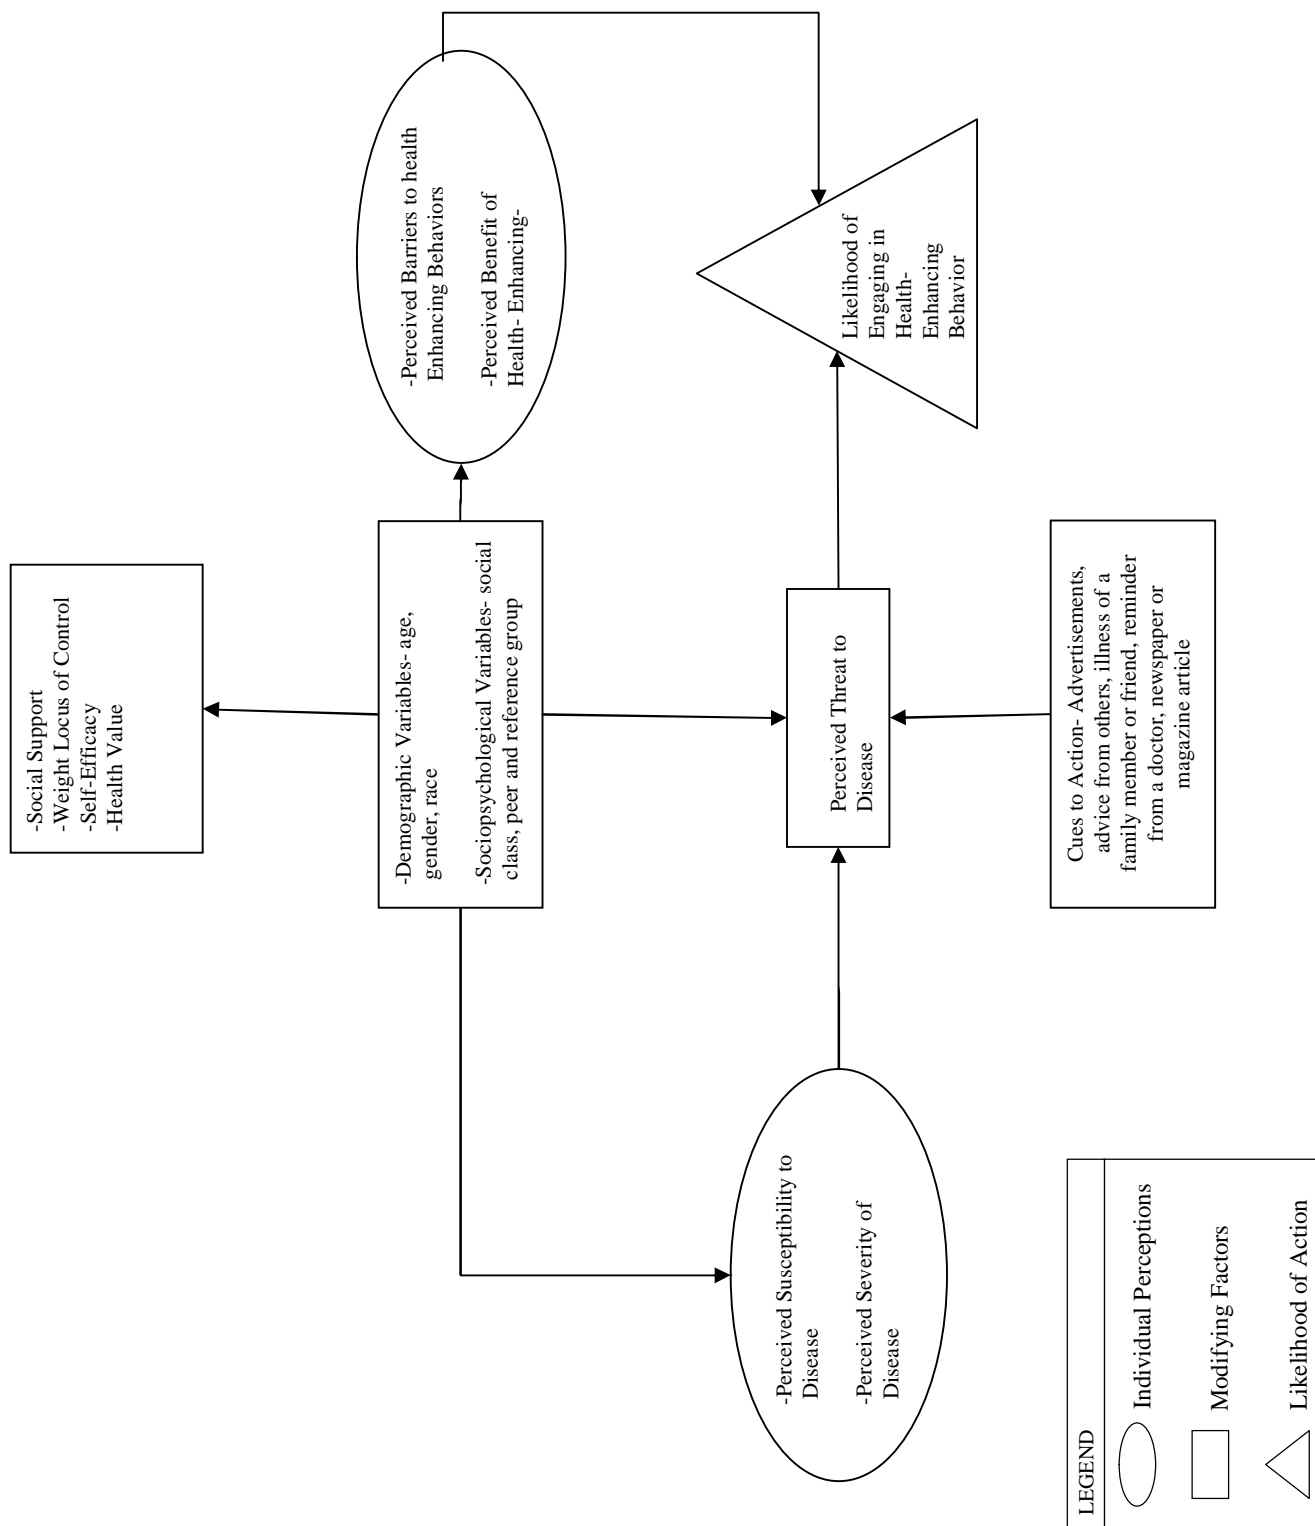 -Social Support
-Weight Locus of Control
-Self-Efficacy
-Health Value
-Demographic Variables- age,
gender, race
-Sociopsychological Variables- social
class, peer and reference group
-Perceived Barriers to health
Enhancing Behaviors
-Perceived Benefit of
Health- Enhancing-
-Perceived Susceptibility to
Disease
-Perceived Severity of
Disease
Perceived Threat to
Disease
Likelihood of
Engaging in
Health-
Enhancing
Behavior
Cues to Action- Advertisements,
advice from others, illness of a
family member or friend, reminder
from a doctor, newspaper or
magazine article
LEGEND
Individual Perceptions
Modifying Factors
Likelihood of Action